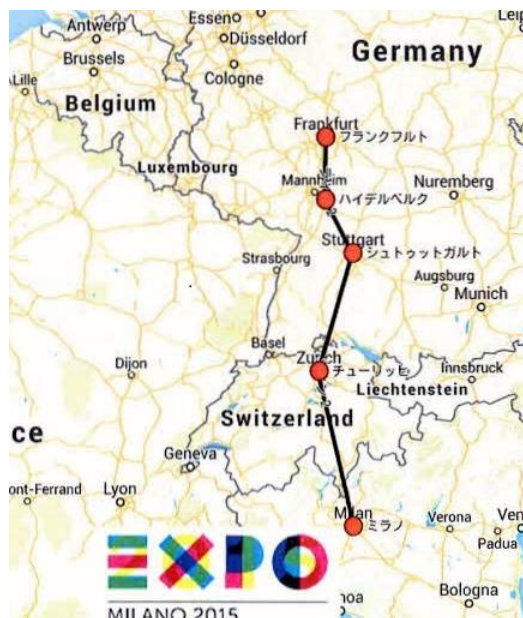 Essen
Antwerp
Düsseldorf
Germany
Brussels
Cologne
Lille
Belgium
Frankfurt
フランクフルト
Luxembourg
Mannheim
ハイデルベルク
Nuremberg
Stuttgart
シュトゥットガルト
Strasbourg
Augsburg
Munich
Basel
Zurich
チューリッヒ
Dijon
Innsbruck
Liechtenstein
Switzerland
ce
Geneva
ont-Ferrand
Lyon
Milan
ミラノ
Verona
Ven
Padua
EXPO
MILANO 2015
noa
Bologna